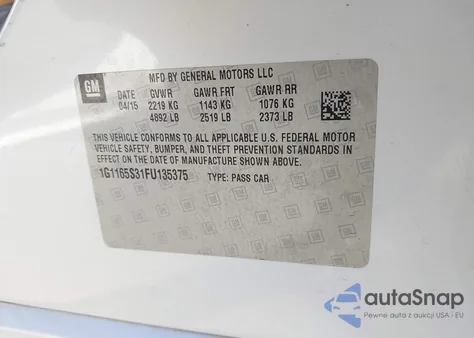 GM
MFD BY GENERAL MOTORS LLC
DATE GVWR GAWR FRT GAWR RR
04/15 2219 KG 1143 KG 1076 KG
4892 LB 2519 LB 2373 LB
THIS VEHICLE CONFORMS TO ALL APPLICABLE U.S. FEDERAL MOTOR
VEHICLE SAFETY, BUMPER, AND THEFT PREVENTION STANDARDS IN
EFFECT ON THE DATE OF MANUFACTURE SHOWN ABOVE.
1G1165S31FU135375 TYPE: PASS CAR
autoSnap
Pewne auta z aukcji USA i EU